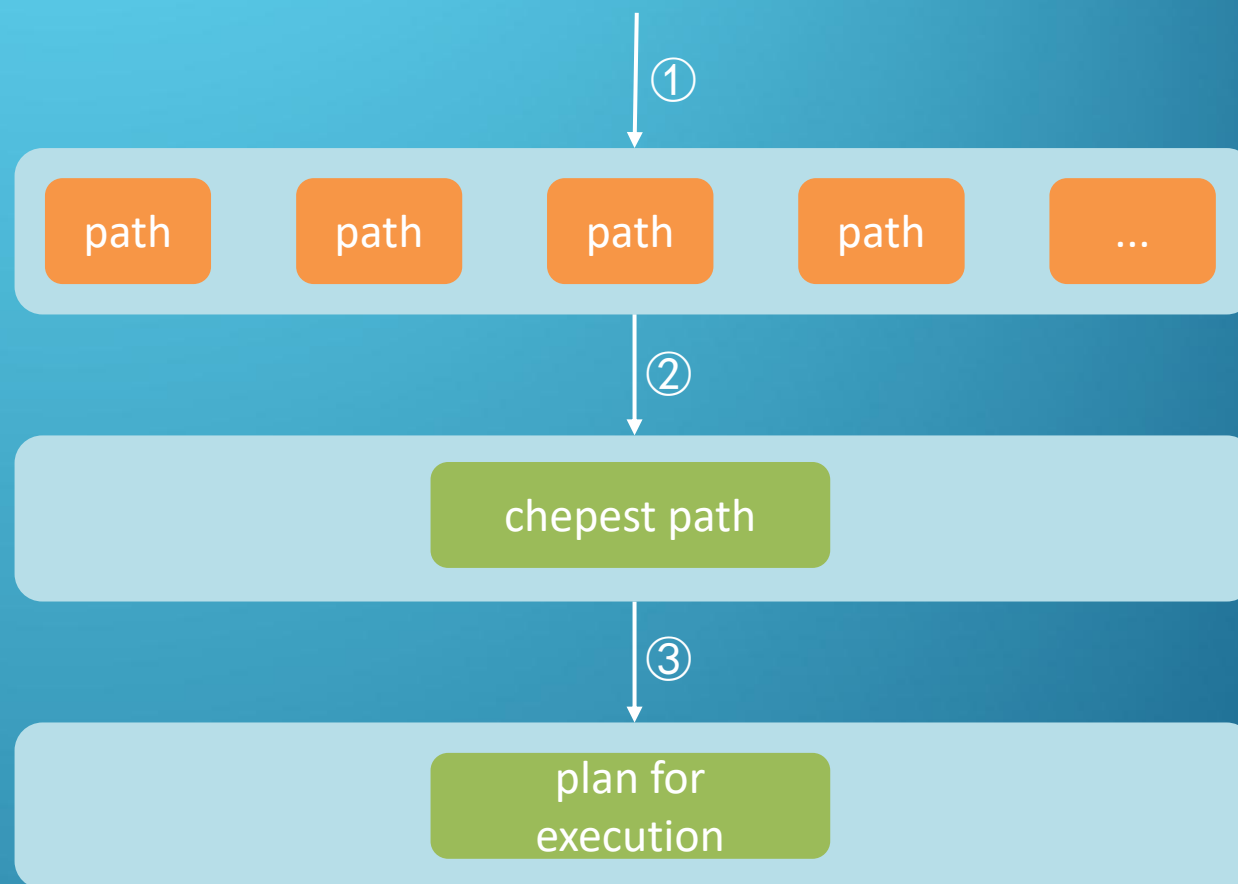 ①
path path path path ...
②
chepest path
③
plan for
execution